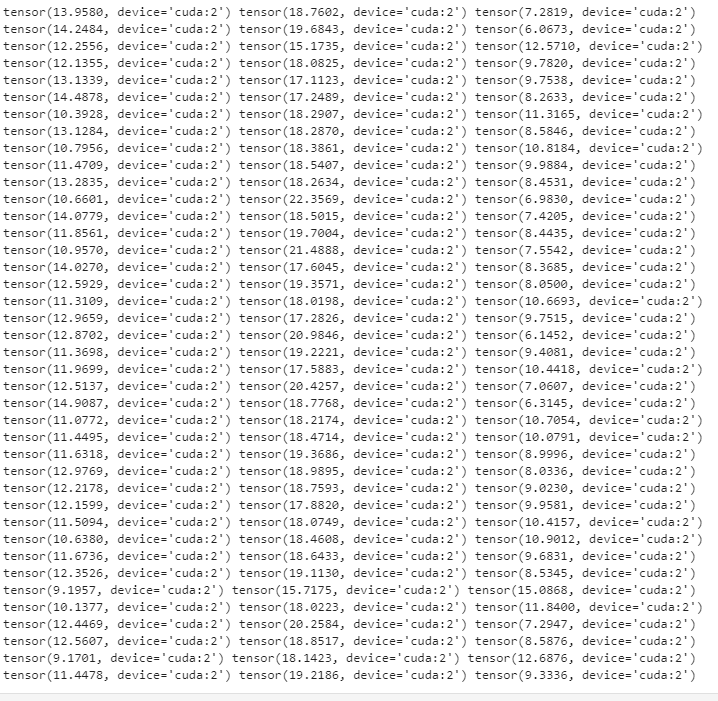 tensor(13.9580, device='cuda:2') tensor(18.7602, device='cuda:2') tensor(7.2819, device='cuda:2')
tensor(14.2484, device='cuda:2') tensor(19.6843, device='cuda:2') tensor(6.0673, device='cuda:2')
tensor(12.2556, device='cuda:2') tensor(15.1735, device='cuda:2') tensor(12.5710, device='cuda:2')
tensor(12.1355, device='cuda:2') tensor(18.0825, device='cuda:2') tensor(9.7820, device='cuda:2')
tensor(13.1339, device='cuda:2') tensor(17.1123, device='cuda:2') tensor(9.7538, device='cuda:2')
tensor(14.4878, device='cuda:2') tensor(17.2489, device='cuda:2') tensor(8.2633, device='cuda:2')
tensor(10.3928, device='cuda:2') tensor(18.2907, device='cuda:2') tensor(11.3165, device='cuda:2')
tensor(13.1284, device='cuda:2') tensor(18.2870, device='cuda:2') tensor(8.5846, device='cuda:2')
tensor(10.7956, device='cuda:2') tensor(18.3861, device='cuda:2') tensor(10.8184, device='cuda:2')
tensor(11.4709, device='cuda:2') tensor(18.5407, device='cuda:2') tensor(9.9884, device='cuda:2')
tensor(13.2835, device='cuda:2') tensor(18.2634, device='cuda:2') tensor(8.4531, device='cuda:2')
tensor(10.6601, device='cuda:2') tensor(22.3569, device='cuda:2') tensor(6.9830, device='cuda:2')
tensor(14.0779, device='cuda:2') tensor(18.5015, device='cuda:2') tensor(7.4205, device='cuda:2')
tensor(11.8561, device='cuda:2') tensor(19.7004, device='cuda:2') tensor(8.4435, device='cuda:2')
tensor(10.9570, device='cuda:2') tensor(21.4888, device='cuda:2') tensor(7.5542, device='cuda:2')
tensor(14.0270, device='cuda:2') tensor(17.6045, device='cuda:2') tensor(8.3685, device='cuda:2')
tensor(12.5929, device='cuda:2') tensor(19.3571, device='cuda:2') tensor(8.0500, device='cuda:2')
tensor(11.3109, device='cuda:2') tensor(18.0198, device='cuda:2') tensor(10.6693, device='cuda:2')
tensor(12.9659, device='cuda:2') tensor(17.2826, device='cuda:2') tensor(9.7515, device='cuda:2')
tensor(12.8702, device='cuda:2') tensor(20.9846, device='cuda:2') tensor(6.1452, device='cuda:2')
tensor(11.3698, device='cuda:2') tensor(19.2221, device='cuda:2') tensor(9.4081, device='cuda:2')
tensor(11.9699, device='cuda:2') tensor(17.5883, device='cuda:2') tensor(10.4418, device='cuda:2')
tensor(12.5137, device='cuda:2') tensor(20.4257, device='cuda:2') tensor(7.0607, device='cuda:2')
tensor(14.9087, device='cuda:2') tensor(18.7768, device='cuda:2') tensor(6.3145, device='cuda:2')
tensor(11.0772, device='cuda:2') tensor(18.2174, device='cuda:2') tensor(10.7054, device='cuda:2')
tensor(11.4495, device='cuda:2') tensor(18.4714, device='cuda:2') tensor(10.0791, device='cuda:2')
tensor(11.6318, device='cuda:2') tensor(19.3686, device='cuda:2') tensor(8.9996, device='cuda:2')
tensor(12.9769, device='cuda:2') tensor(18.9895, device='cuda:2') tensor(8.0336, device='cuda:2')
tensor(12.2178, device='cuda:2') tensor(18.7593, device='cuda:2') tensor(9.0230, device='cuda:2')
tensor(12.1599, device='cuda:2') tensor(17.8820, device='cuda:2') tensor(9.9581, device='cuda:2')
tensor(11.5094, device='cuda:2') tensor(18.0749, device='cuda:2') tensor(10.4157, device='cuda:2')
tensor(10.6380, device='cuda:2') tensor(18.4608, device='cuda:2') tensor(10.9012, device='cuda:2')
tensor(11.6736, device='cuda:2') tensor(18.6433, device='cuda:2') tensor(9.6831, device='cuda:2')
tensor(12.3526, device='cuda:2') tensor(19.1130, device='cuda:2') tensor(8.5345, device='cuda:2')
tensor(9.1957, device='cuda:2') tensor(15.7175, device='cuda:2') tensor(15.0868, device='cuda:2')
tensor(10.1377, device='cuda:2') tensor(18.0223, device='cuda:2') tensor(11.8400, device='cuda:2')
tensor(12.4469, device='cuda:2') tensor(20.2584, device='cuda:2') tensor(7.2947, device='cuda:2')
tensor(12.5607, device='cuda:2') tensor(18.8517, device='cuda:2') tensor(8.5876, device='cuda:2')
tensor(9.1701, device='cuda:2') tensor(18.1423, device='cuda:2') tensor(12.6876, device='cuda:2')
tensor(11.4478, device='cuda:2') tensor(19.2186, device='cuda:2') tensor(9.3336, device='cuda:2')